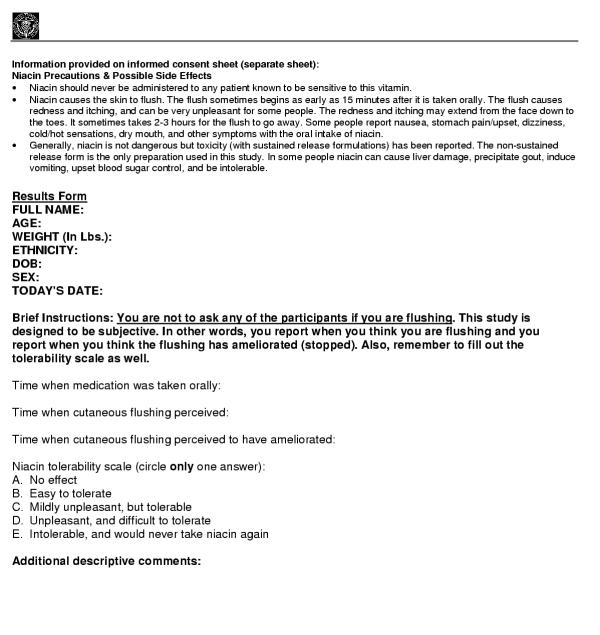 Information provided on informed consent sheet (separate sheet):
Niacin Precautions & Possible Side Effects
• Niacin should never be administered to any patient known to be sensitive to this vitamin.
• Niacin causes the skin to flush. The flush sometimes begins as early as 15 minutes after it is taken orally. The flush causes
redness and itching, and can be very unpleasant for some people. The redness and itching may extend from the face down to
the toes. It sometimes takes 2-3 hours for the flush to go away. Some people report nausea, stomach pain/upset, dizziness,
cold/hot sensations, dry mouth, and other symptoms with the oral intake of niacin.
• Generally, niacin is not dangerous but toxicity (with sustained release formulations) has been reported. The non-sustained
release form is the only preparation used in this study. In some people niacin can cause liver damage, precipitate gout, induce
vomiting, upset blood sugar control, and be intolerable.
Results Form
FULL NAME:
AGE:
WEIGHT (In Lbs.):
ETHNICITY:
DOB:
SEX:
TODAY'S DATE:
Brief Instructions: You are not to ask any of the participants if you are flushing. This study is
designed to be subjective. In other words, you report when you think you are flushing and you
report when you think the flushing has ameliorated (stopped). Also, remember to fill out the
tolerability scale as well.
Time when medication was taken orally:
Time when cutaneous flushing perceived:
Time when cutaneous flushing perceived to have ameliorated:
Niacin tolerability scale (circle only one answer):
A. No effect
B. Easy to tolerate
C. Mildly unpleasant, but tolerable
D. Unpleasant, and difficult to tolerate
E. Intolerable, and would never take niacin again
Additional descriptive comments: